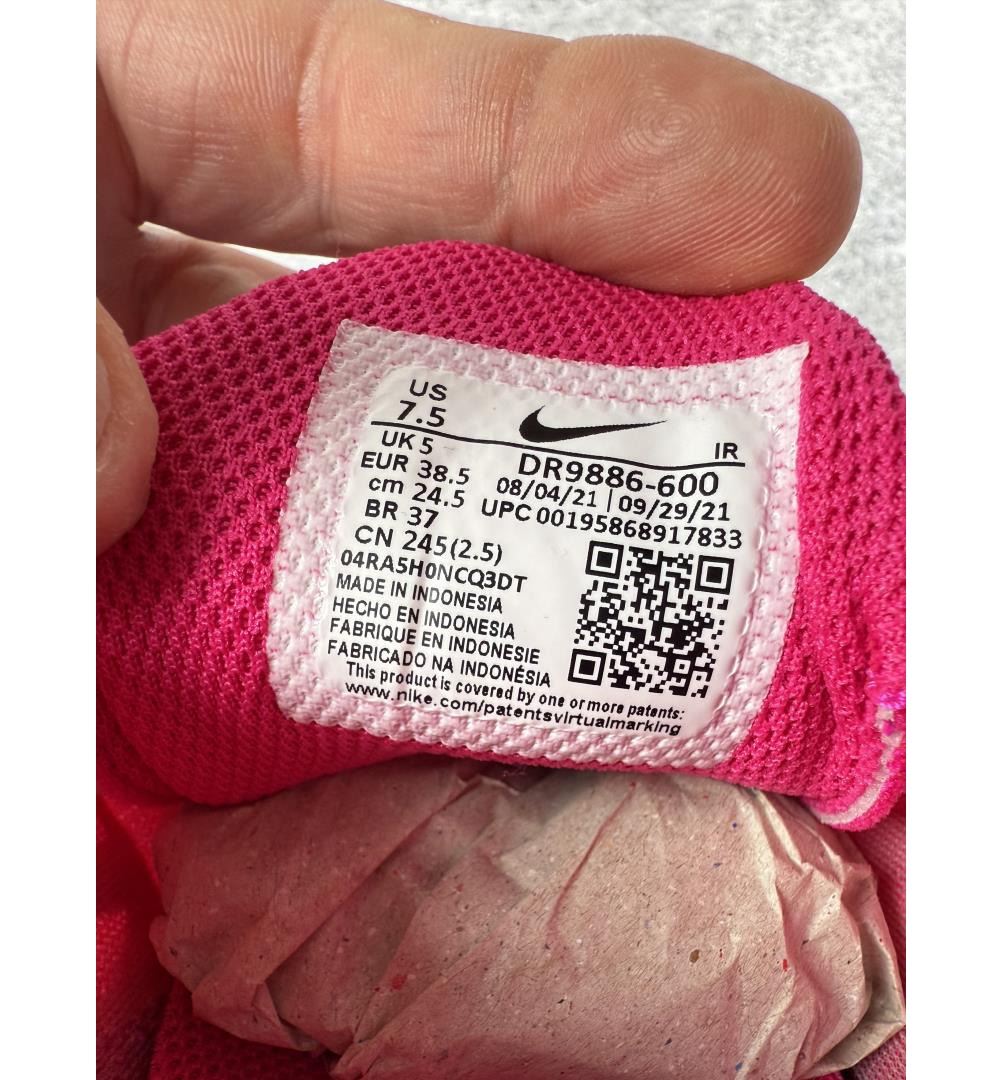 US
7.5
IR
UK 5
EUR 38.5
cm 24.5
BR 37
CN 245(2.5)
DR9886-600
08/04/21 | 09/29/21
UPC 00195868917833
04RA5H0NCQ3DT
MADE IN INDONESIA
HECHO EN INDONESIA
FABRIQUE EN INDONESIE
FABRICADO NA INDONÉSIA
This product is covered by one or more patents:
www.nike.com/patentsvirtualmarking